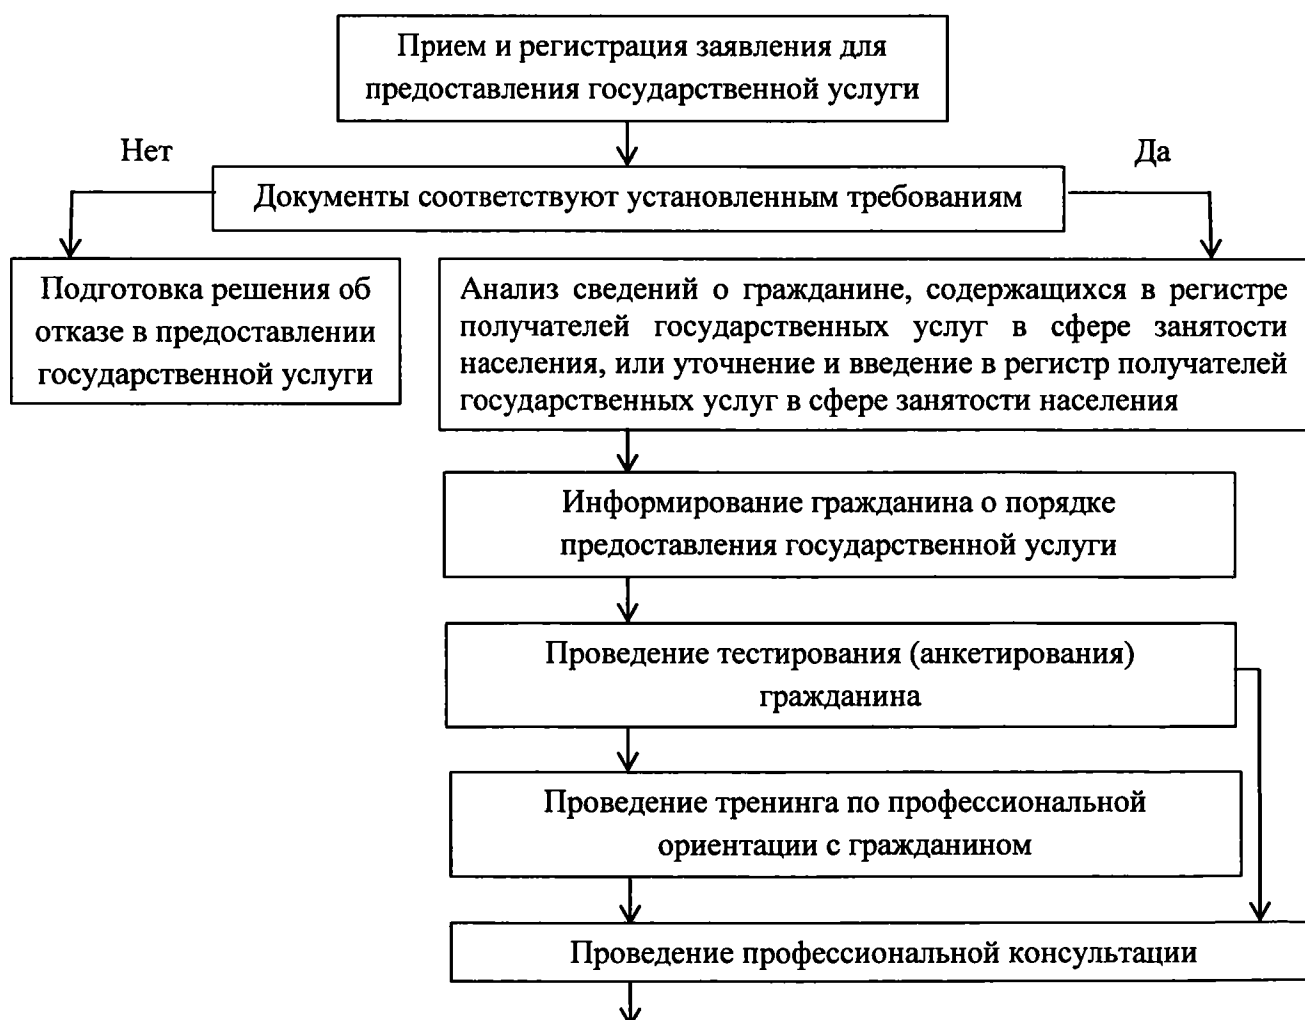 Прием и регистрация заявления для
предоставления государственной услуги
Нет
Да
Документы соответствуют установленным требованиям
Подготовка решения об
отказе в предоставлении
государственной услуги
Анализ сведений о гражданине, содержащихся в регистре
получателей государственных услуг в сфере занятости
населения, или уточнение и введение в регистр получателей
государственных услуг в сфере занятости населения
Информирование гражданина о порядке
предоставления государственной услуги
Проведение тестирования (анкетирования)
гражданина
Проведение тренинга по профессиональной
ориентации с гражданином
Проведение профессиональной консультации